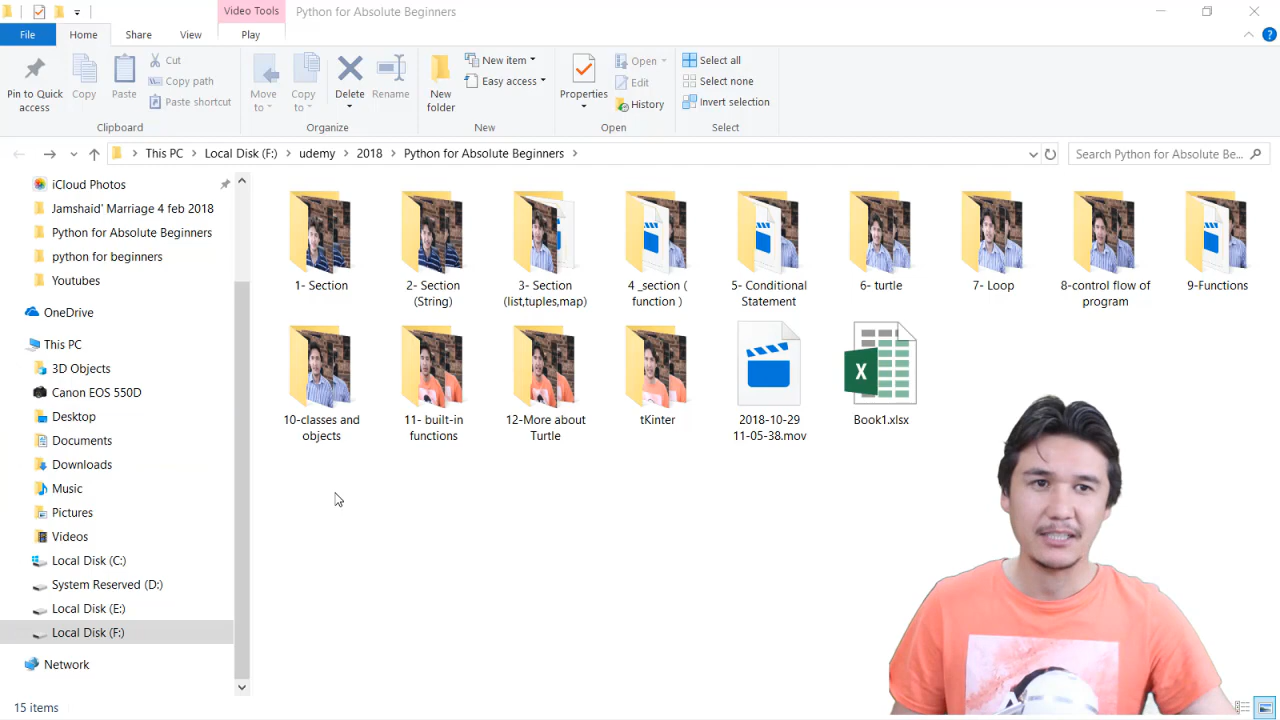 Video Tools
Python for Absolute Beginners
File
Home
Share
View
Play
Pin to Quick access
Copy
Paste
Cut
Copy path
Paste shortcut
Clipboard
Move to
Copy to
Delete
Rename
Organize
New folder
New item
Easy access
New
Properties
Open
Edit
History
Open
Select all
Select none
Invert selection
Select
This PC
Local Disk (F:)
udemy
2018
Python for Absolute Beginners
Search Python for Absolute Be...
iCloud Photos
Jamshaid' Marriage 4 feb 2018
Python for Absolute Beginners
python for beginners
Youtubes
OneDrive
This PC
3D Objects
Canon EOS 550D
Desktop
Documents
Downloads
Music
Pictures
Videos
Local Disk (C:)
System Reserved (D:)
Local Disk (E:)
Local Disk (F:)
Network
1- Section
2- Section
(String)
3- Section
(list,tuples,map)
4 _section (
function )
5- Conditional
Statement
6- turtle
7- Loop
8-control flow of
program
9-Functions
10-classes and
objects
11- built-in
functions
12-More about
Turtle
tKinter
2018-10-29
11-05-38.mov
X
Book1.xlsx
15 items